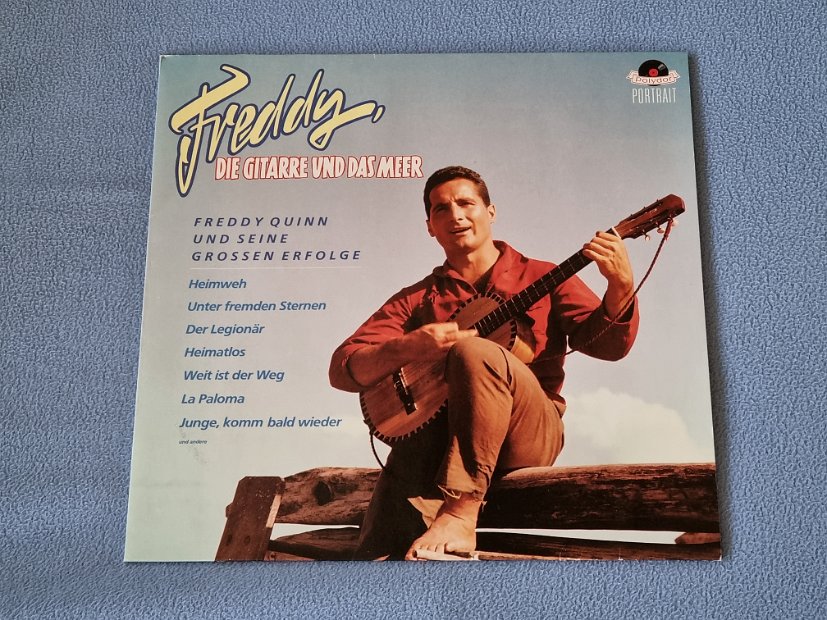 Freddy,
DIE GITARRE UND DAS MEER
polydor
PORTRAIT
FREDDY QUINN
UND SEINE
GROSSEN ERFOLGE
Heimweh
Unter fremden Sternen
Der Legionär
Heimatlos
Weit ist der Weg
La Paloma
Junge, komm bald wieder
und andere